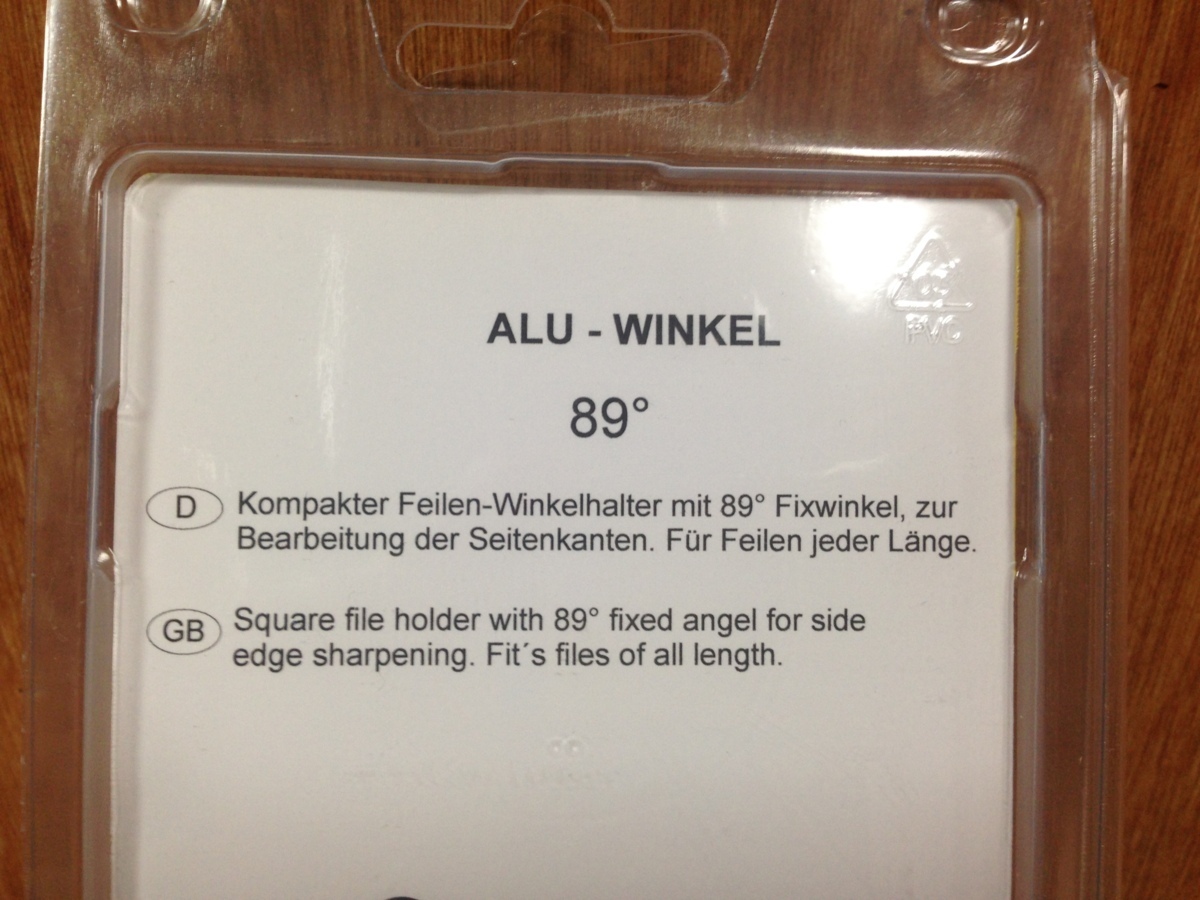 PVC
ALU - WINKEL
89°
D Kompakter Feilen-Winkelhalter mit 89° Fixwinkel, zur
Bearbeitung der Seitenkanten. Für Feilen jeder Länge.
GB Square file holder with 89° fixed angel for side
edge sharpening. Fit´s files of all length.